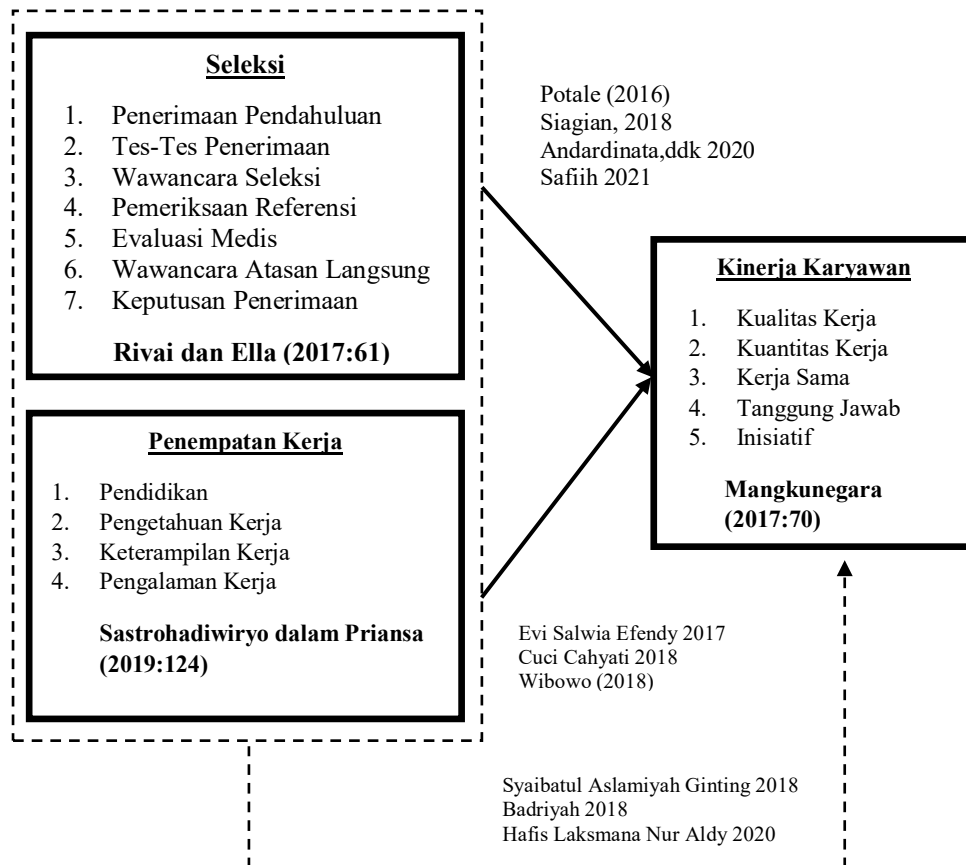 Seleksi
1. Penerimaan Pendahuluan
2. Tes-Tes Penerimaan
3. Wawancara Seleksi
4. Pemeriksaan Referensi
5. Evaluasi Medis
6. Wawancara Atasan Langsung
7. Keputusan Penerimaan
Rivai dan Ella (2017:61)
Potale (2016)
Siagian, 2018
Andardinata,ddk 2020
Safiih 2021
Kinerja Karyawan
1. Kualitas Kerja
2. Kuantitas Kerja
3. Kerja Sama
4. Tanggung Jawab
5. Inisiatif
Mangkunegara
(2017:70)
Penempatan Kerja
1. Pendidikan
2. Pengetahuan Kerja
3. Keterampilan Kerja
4. Pengalaman Kerja
Sastrohadiwiryo dalam Priansa
(2019:124)
Evi Salwia Efendy 2017
Cuci Cahyati 2018
Wibowo (2018)
Syaibatul Aslamiyah Ginting 2018
Badriyah 2018
Hafis Laksmana Nur Aldy 2020